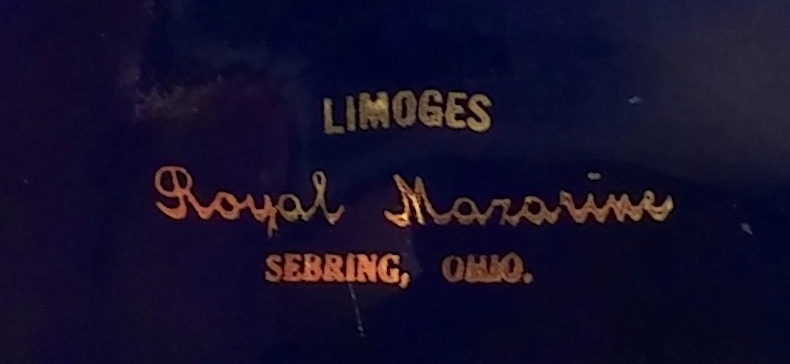 LIMOGES
Royal Mazarine
SEBRING, OHIO.